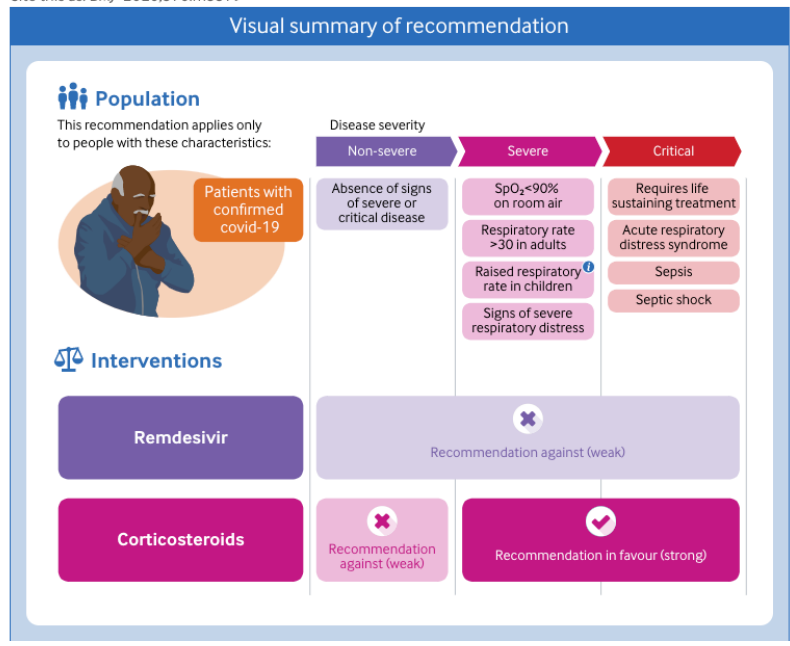 Visual summary of recommendation
Population
This recommendation applies only
to people with these characteristics:
Patients with
confirmed
covid-19
Disease severity
Non-severe
Severe
Critical
Absence of signs
of severe or
critical disease
SpO₂<90%
on room air
Respiratory rate
>30 in adults
Raised respiratory
rate in children
i
Signs of severe
respiratory distress
Requires life
sustaining treatment
Acute respiratory
distress syndrome
Sepsis
Septic shock
Interventions
Remdesivir
Recommendation against (weak)
Corticosteroids
Recommendation
against (weak)
Recommendation in favour (strong)